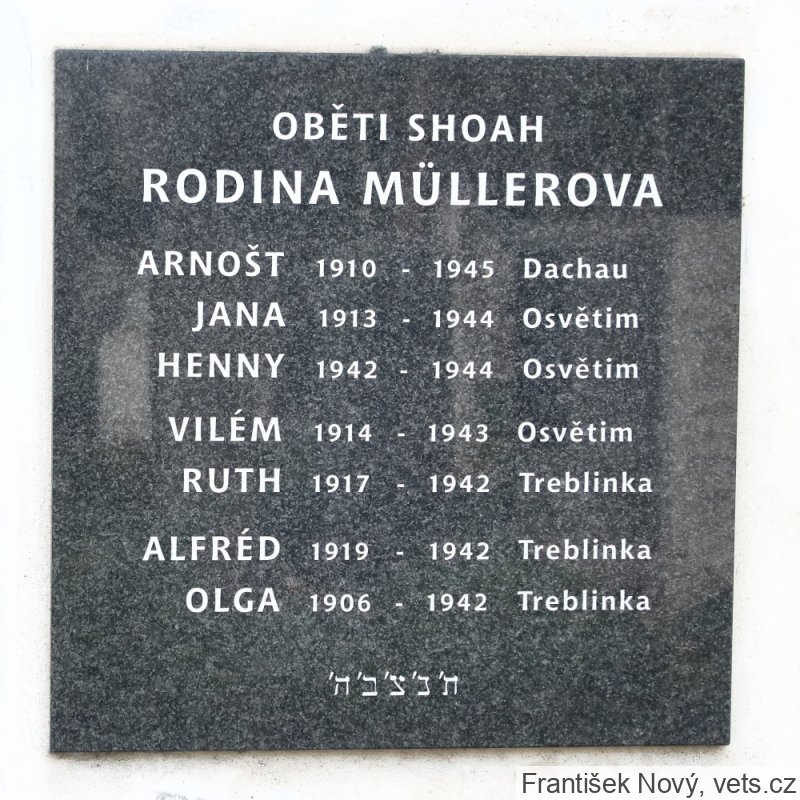 OBĚTI SHOAH
RODINA MÜLLEROVA
ARNOŠT 1910 - 1945 Dachau
JANA 1913 - 1944 Osvětim
HENNY 1942 - 1944 Osvětim
VILÉM 1914 - 1943 Osvětim
RUTH 1917 - 1942 Treblinka
ALFRÉD 1919 - 1942 Treblinka
OLGA 1906 - 1942 Treblinka
ת׳נ׳צ׳ב׳ה׳
František Nový, vets.cz